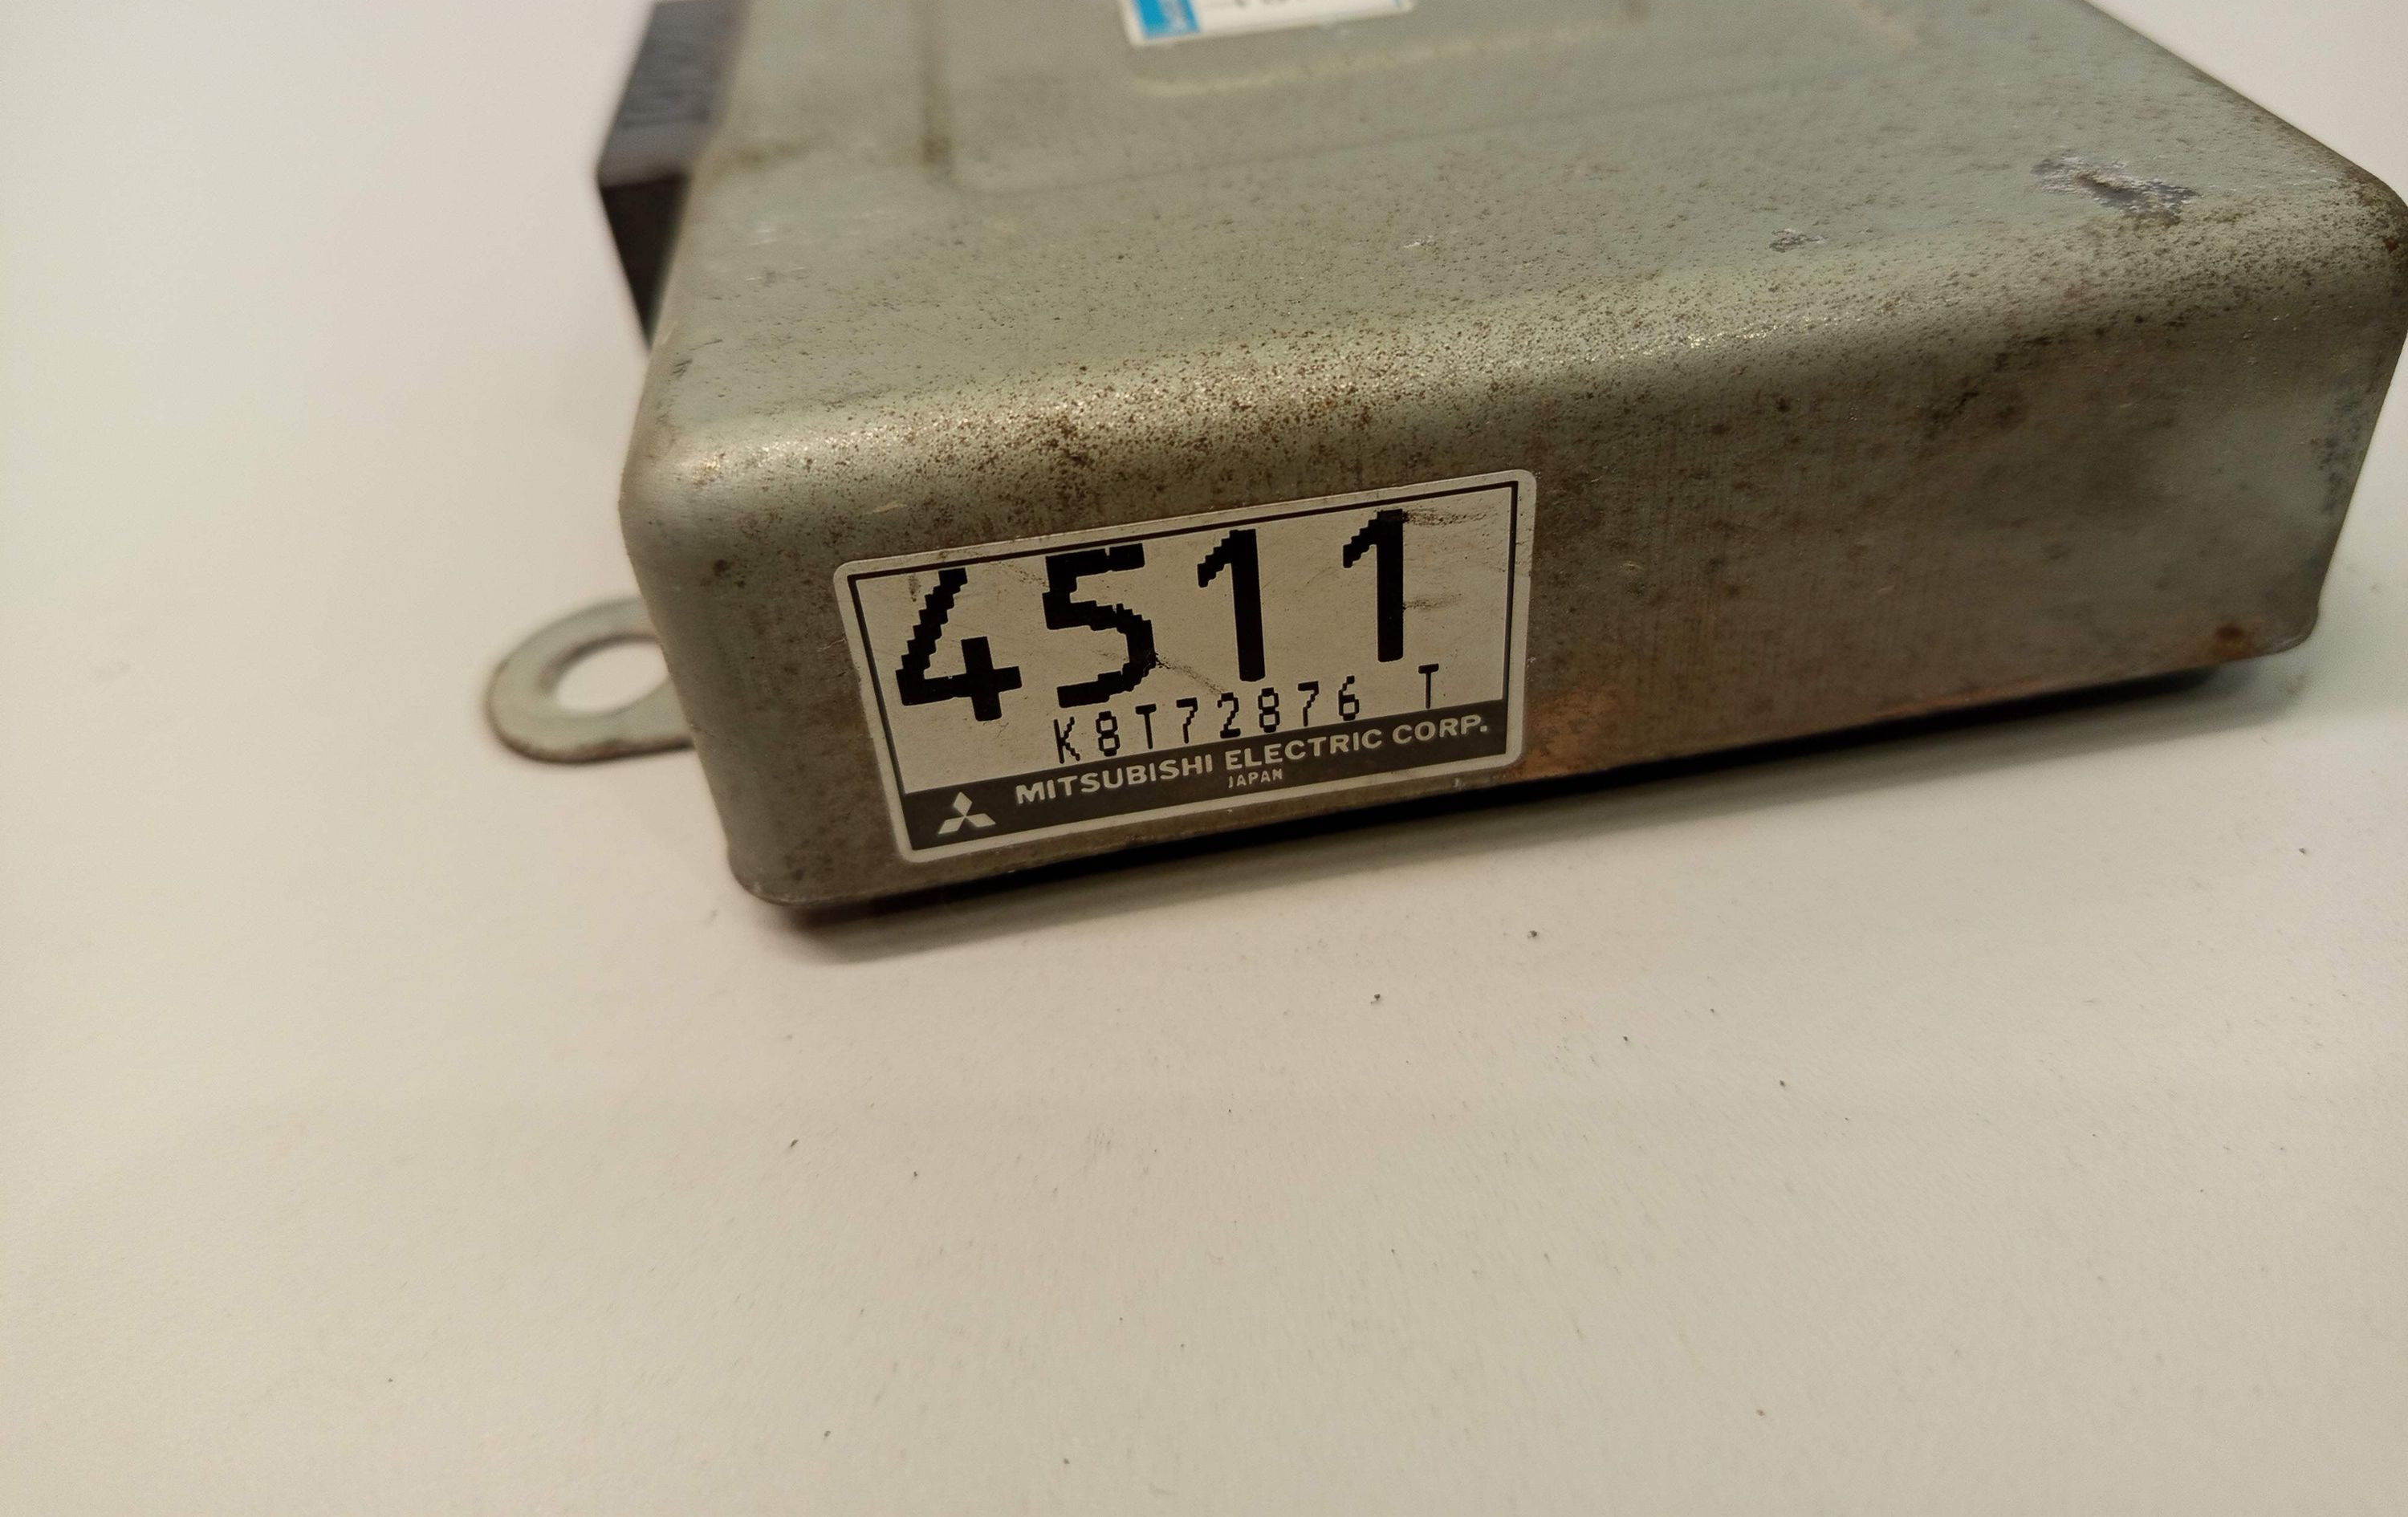 4511
K8T72876 T
MITSUBISHI ELECTRIC CORP.
JAPAN